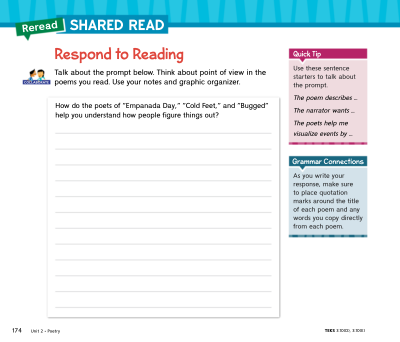 Reread SHARED READ
Respond to Reading
COLLABORATE
Talk about the prompt below. Think about point of view in the
poems you read. Use your notes and graphic organizer.
How do the poets of "Empanada Day," "Cold Feet," and "Bugged"
help you understand how people figure things out?
Quick Tip
Use these sentence
starters to talk about
the prompt.
The poem describes ...
The narrator wants ...
The poets help me
visualize events by ...
Grammar Connections
As you write your
response, make sure
to place quotation
marks around the title
of each poem and any
words you copy directly
from each poem.
174 Unit 2 • Poetry